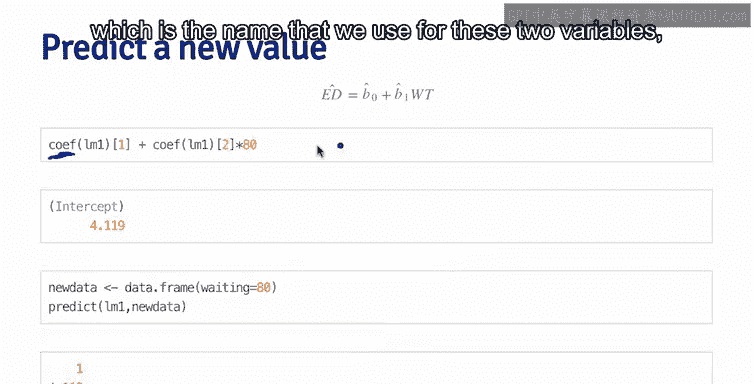 which is the name that we use for these two variables,
Predict a new value
ÊD = b̂₀ + b̂₁WT
coef(lm1)[1] + coef(lm1)[2]*80
(Intercept)
4.119
newdata <- data.frame(waiting=80)
predict(lm1,newdata)
1